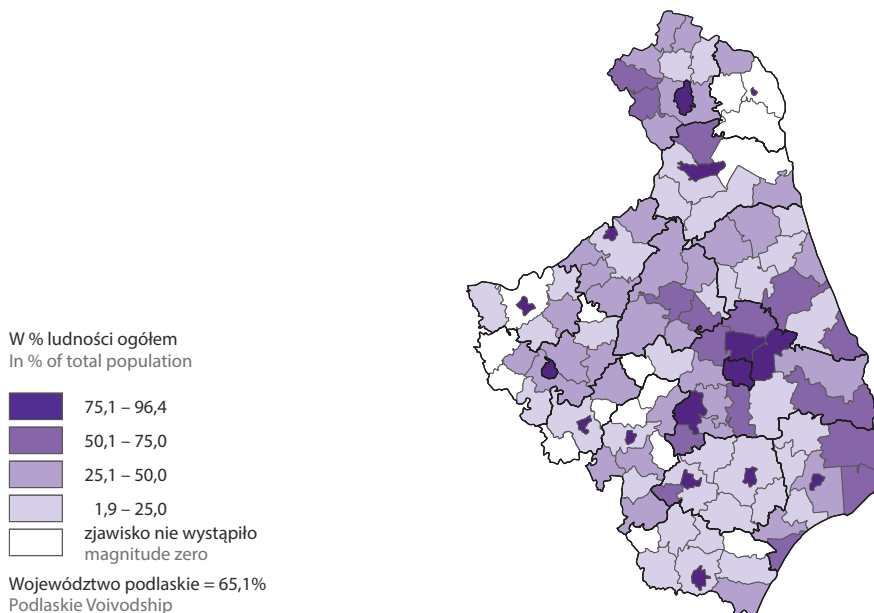 W % ludności ogółem
In % of total population
75,1 – 96,4
50,1 – 75,0
25,1 – 50,0
1,9 – 25,0
zjawisko nie wystąpiło
magnitude zero
Województwo podlaskie = 65,1%
Podlaskie Voivodship